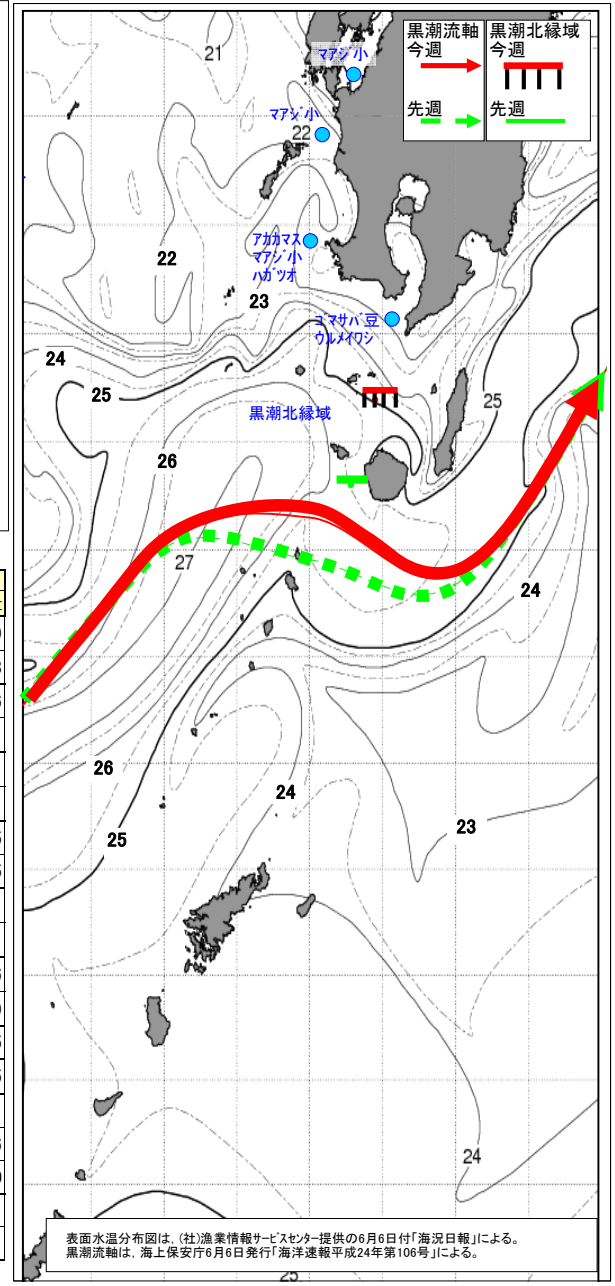 黒潮流軸
今週
先週
黒潮北縁域
今週
先週
21
マアジ小
マアジ小
22
アカカマス
マアジ小
ハガツオ
22
23
ゴマサバ豆
ウルメイワシ
24
25
25
黒潮北縁域
26
27
24
26
24
25
23
24
表面水温分布図は，(社)漁業情報サービスセンター提供の6月6日付「海況日報」による。
黒潮流軸は，海上保安庁6月6日発行「海洋速報平成24年第106号」による。
25